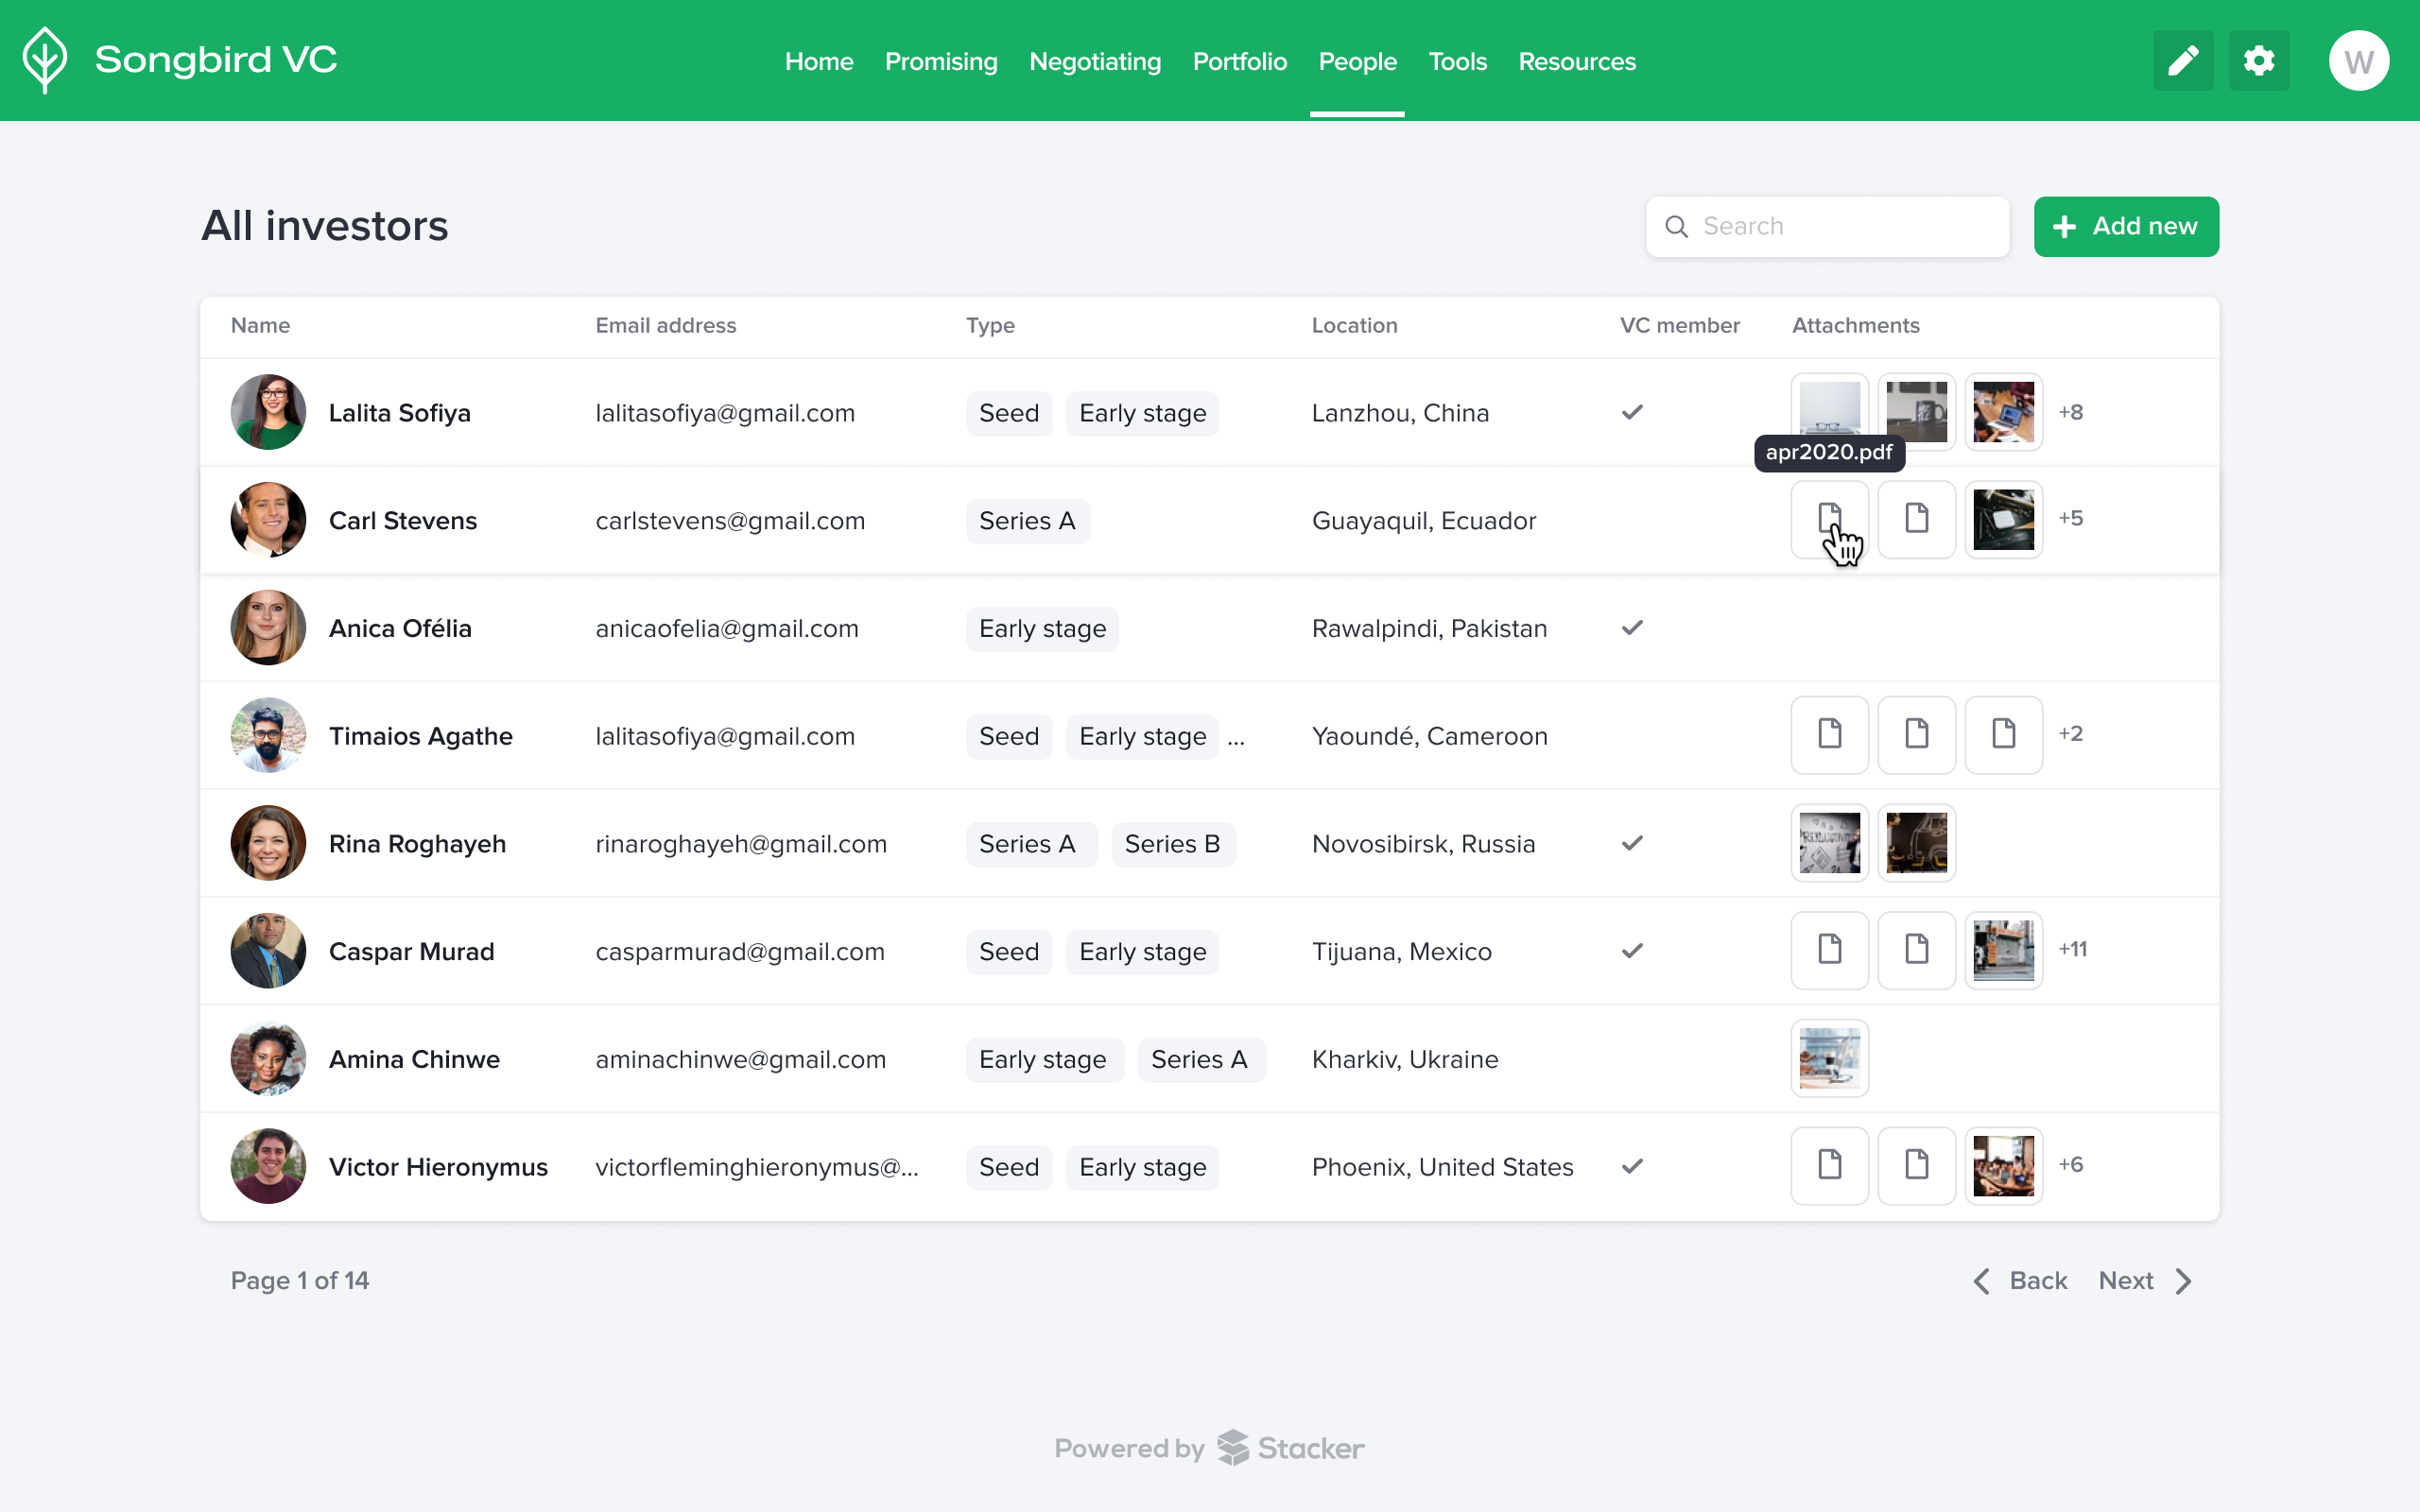 Songbird VC
Home Promising Negotiating Portfolio People Tools Resources
W
All investors
Search
Add new
Name Email address Type Location VC member Attachments
Lalita Sofiya lalitasofiya@gmail.com Seed Early stage Lanzhou, China +8
apr2020.pdf
Carl Stevens carlstevens@gmail.com Series A Guayaquil, Ecuador +5
Anica Ofélia anicaofelia@gmail.com Early stage Rawalpindi, Pakistan
Timaios Agathe lalitasofiya@gmail.com Seed Early stage ... Yaoundé, Cameroon +2
Rina Roghayeh rinaroghayeh@gmail.com Series A Series B Novosibirsk, Russia
Caspar Murad casparmurad@gmail.com Seed Early stage Tijuana, Mexico +11
Amina Chinwe aminachinwe@gmail.com Early stage Series A Kharkiv, Ukraine
Victor Hieronymus victorfleminghieronymus@... Seed Early stage Phoenix, United States +6
Page 1 of 14
Back Next
Powered by Stacker